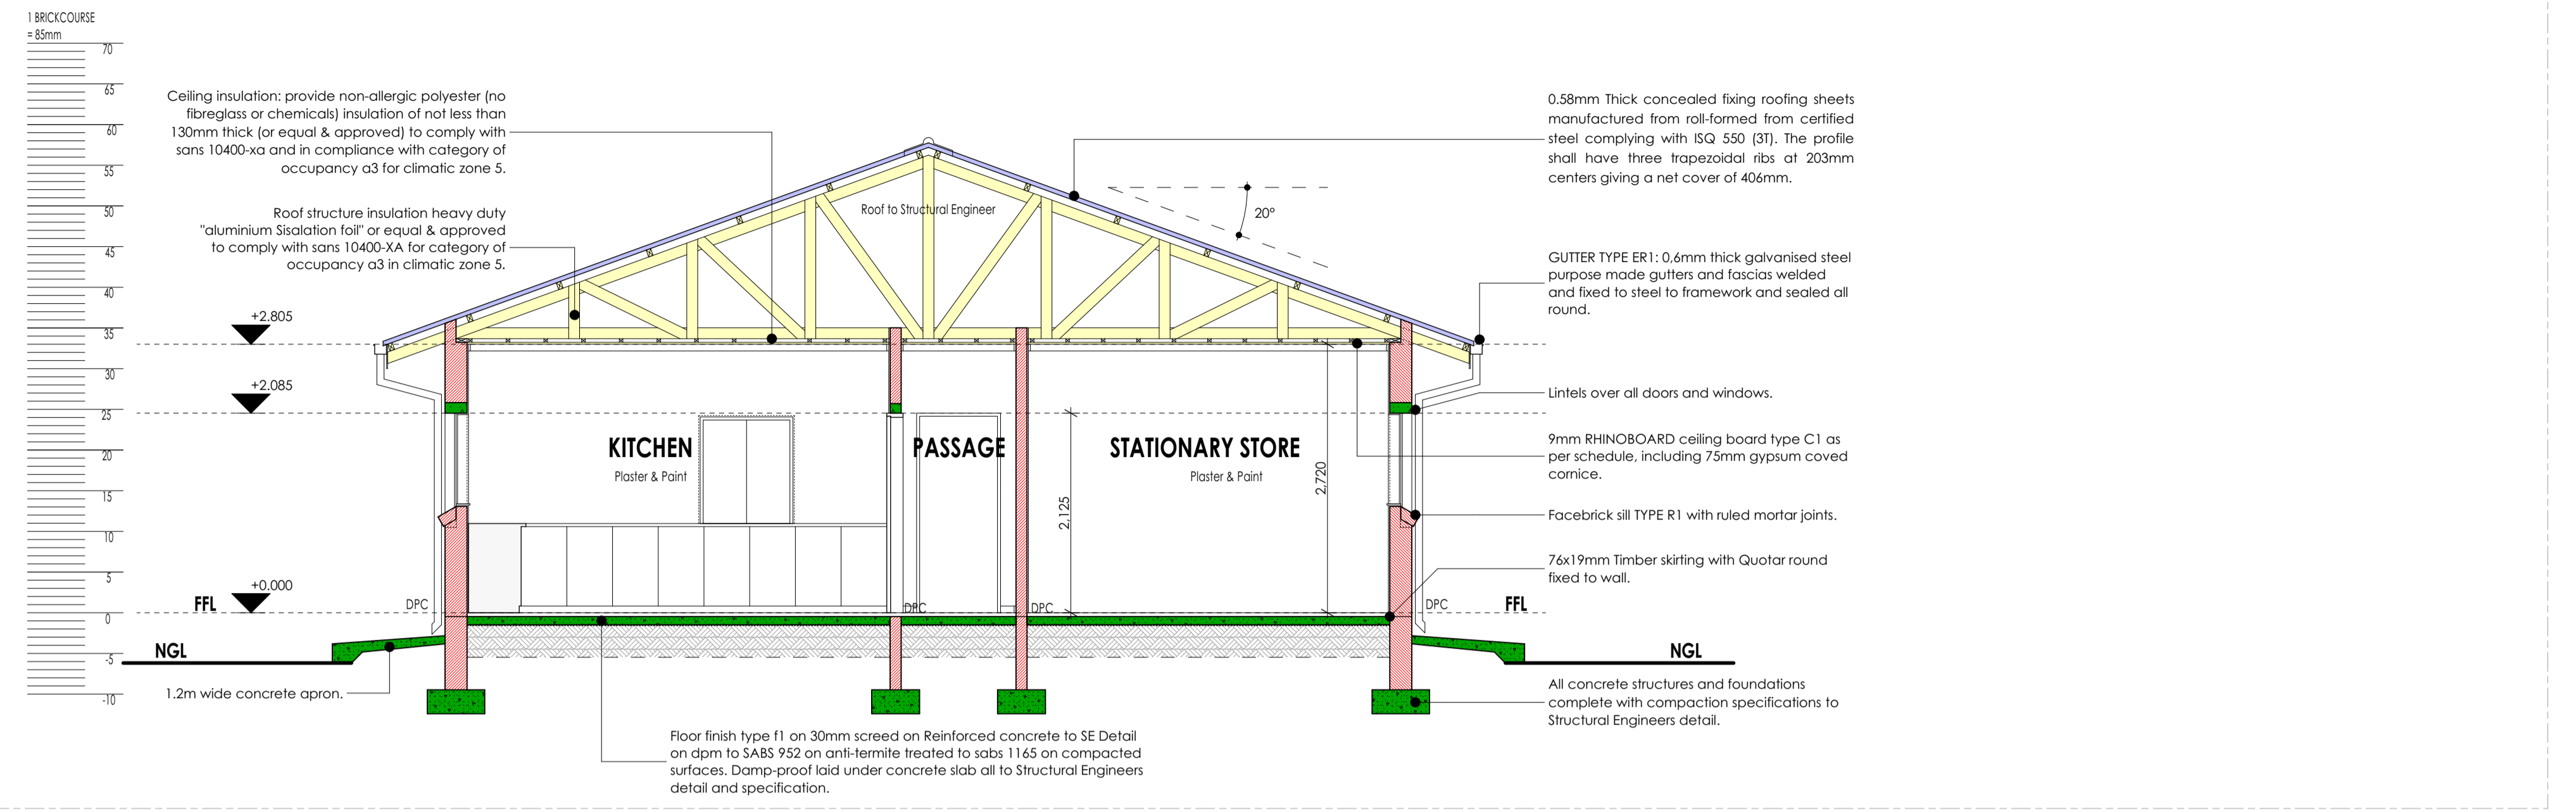 1 BRICKCOURSE
= 85mm
70
65
60
55
50
45
40
35
30
25
20
15
10
5
0
-5
-10
Ceiling insulation: provide non-allergic polyester (no
fibreglass or chemicals) insulation of not less than
130mm thick (or equal & approved) to comply with
sans 10400-xa and in compliance with category of
occupancy a3 for climatic zone 5.
Roof structure insulation heavy duty
"aluminium Sisalation foil" or equal & approved
to comply with sans 10400-XA for category of
occupancy a3 in climatic zone 5.
+2.805
+2.085
+0.000
FFL
NGL
1.2m wide concrete apron.
Roof to Structural Engineer
20°
KITCHEN
Plaster & Paint
PASSAGE
STATIONARY STORE
Plaster & Paint
2,125
2,720
DPC
DPC
DPC
DPC
FFL
NGL
Floor finish type f1 on 30mm screed on Reinforced concrete to SE Detail
on dpm to SABS 952 on anti-termite treated to sabs 1165 on compacted
surfaces. Damp-proof laid under concrete slab all to Structural Engineers
detail and specification.
0.58mm Thick concealed fixing roofing sheets
manufactured from roll-formed from certified
steel complying with ISQ 550 (3T). The profile
shall have three trapezoidal ribs at 203mm
centers giving a net cover of 406mm.
GUTTER TYPE ER1: 0,6mm thick galvanised steel
purpose made gutters and fascias welded
and fixed to steel to framework and sealed all
round.
Lintels over all doors and windows.
9mm RHINOBOARD ceiling board type C1 as
per schedule, including 75mm gypsum coved
cornice.
Facebrick sill TYPE R1 with ruled mortar joints.
76x19mm Timber skirting with Quotar round
fixed to wall.
All concrete structures and foundations
complete with compaction specifications to
Structural Engineers detail.